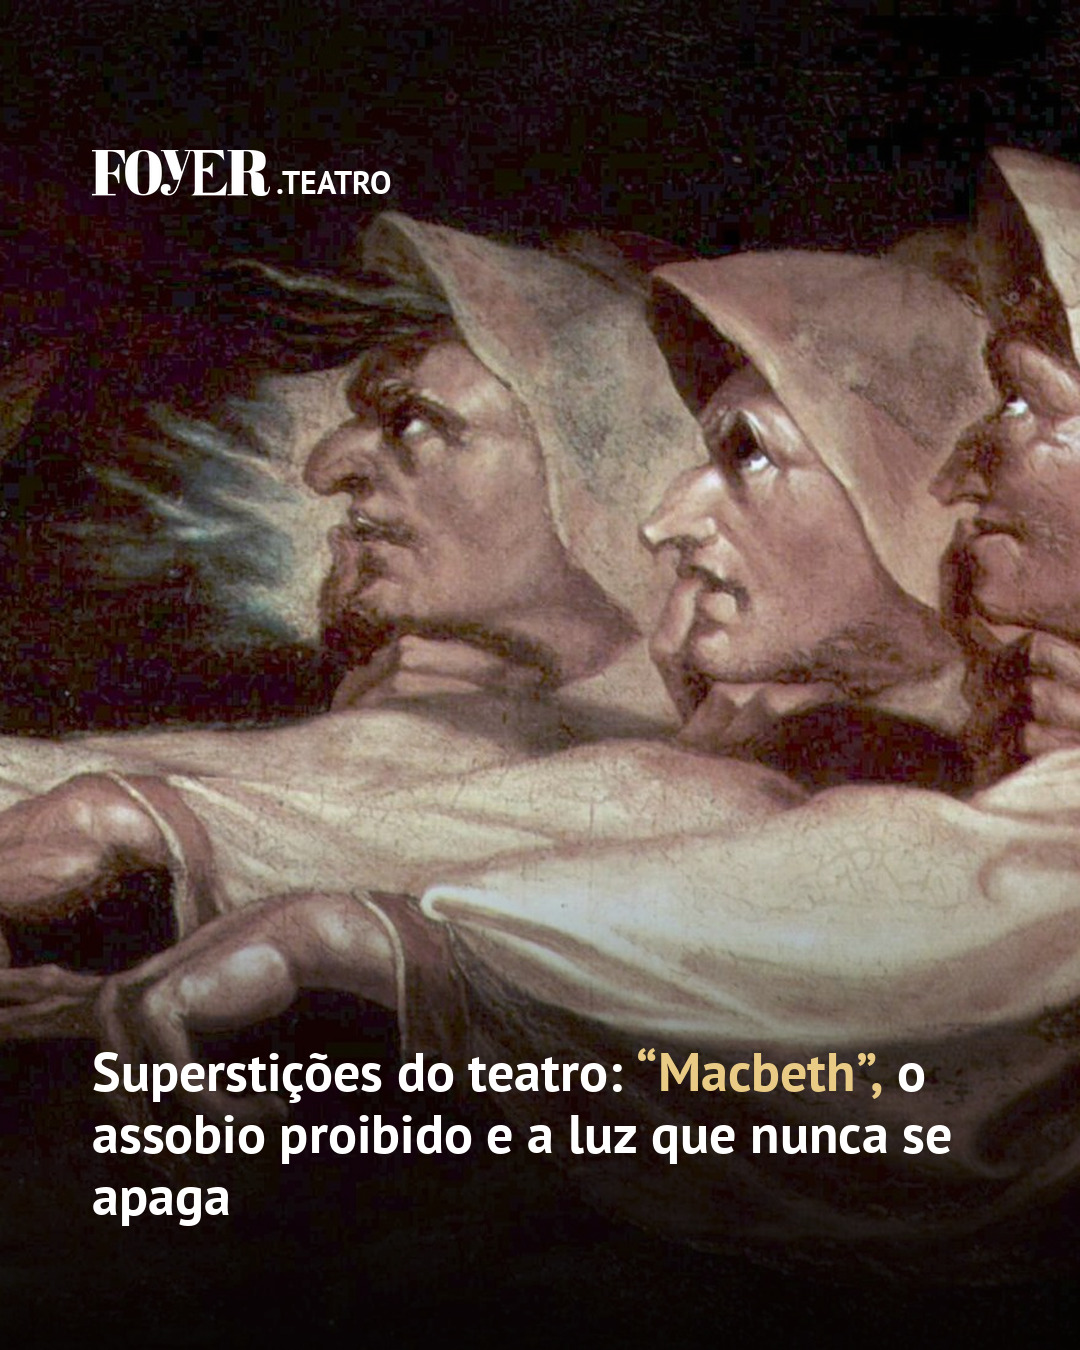 FOYER .TEATRO
Superstições do teatro: “Macbeth”, o
assobio proibido e a luz que nunca se
apaga